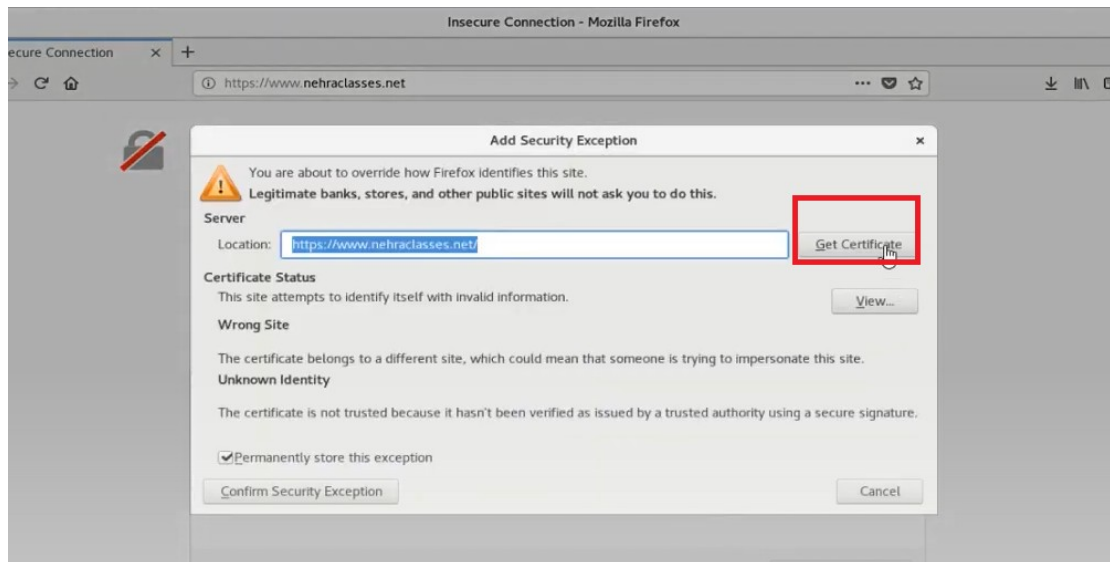 Insecure Connection - Mozilla Firefox
ecure Connection × +
https://www.nehraclasses.net
Add Security Exception ×
You are about to override how Firefox identifies this site.
Legitimate banks, stores, and other public sites will not ask you to do this.
Server
Location: https://www.nehraclasses.net/ Get Certificate
Certificate Status
This site attempts to identify itself with invalid information.
View...
Wrong Site
The certificate belongs to a different site, which could mean that someone is trying to impersonate this site.
Unknown Identity
The certificate is not trusted because it hasn't been verified as issued by a trusted authority using a secure signature.
Permanently store this exception
Confirm Security Exception Cancel